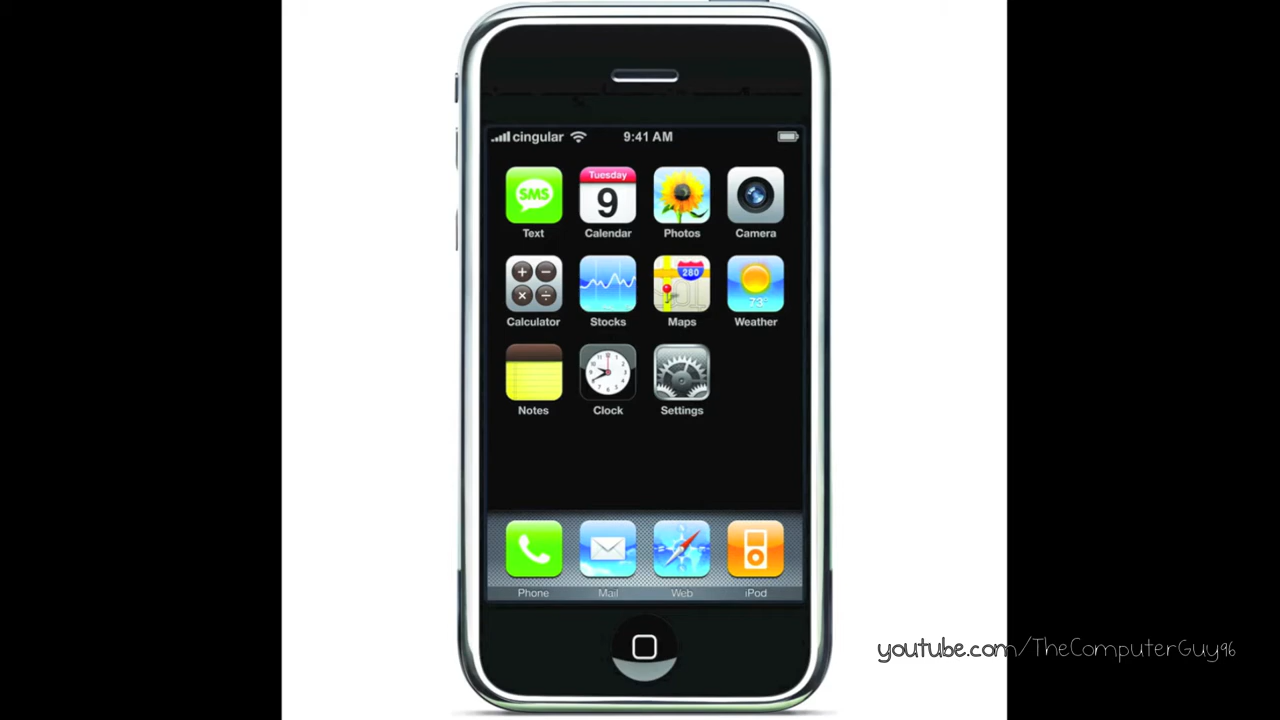 cingular 9:41 AM
SMS Tuesday 9
Text Calendar Photos Camera
+ − × ÷ 280 73°
Calculator Stocks Maps Weather
Notes Clock Settings
Phone Mail Web iPod
youtube.com/TheComputerGuy96